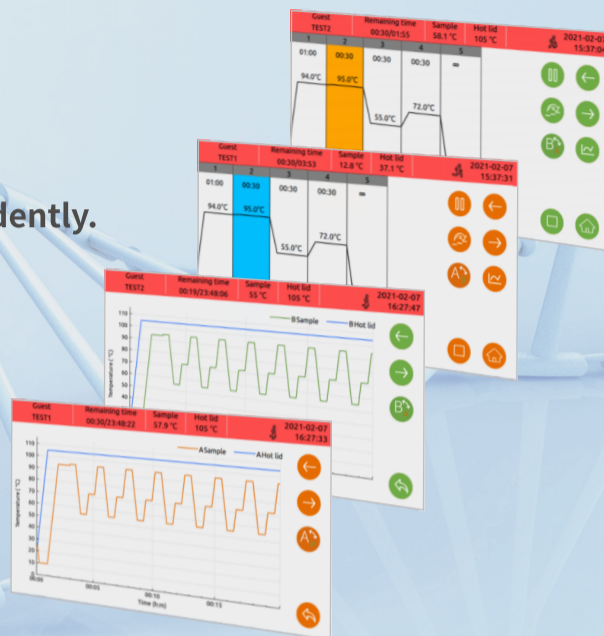 dently.
Guest Remaining time Sample Hot lid 2021-02-07
TEST2 00:30/01:55 58.1 °C 105 °C 15:37:04
1 2 3 4 5
01:00 00:30 00:30 00:30 ∞
94.0°C 95.0°C
72.0°C
55.0°C
B
Guest Remaining time Sample Hot lid 2021-02-07
TEST1 00:30/03:53 12.8 °C 37.1 °C 15:37:31
1 2 3 4 5
01:00 00:30 00:30 00:30 ∞
94.0°C 95.0°C
72.0°C
55.0°C
A
Guest Remaining time Sample Hot lid 2021-02-07
TEST2 00:19/23:48:06 55 °C 105 °C 16:27:47
BSample BHot lid
110
100
90
80
70
60
50
40
Temperature (°C)
B
Guest Remaining time Sample Hot lid 2021-02-07
TEST1 00:30/23:48:22 57.9 °C 105 °C 16:27:33
ASample AHot lid
110
100
90
80
70
60
50
40
30
20
10
0
Temperature (°C)
A
00:00 00:05 00:10 00:15
Time (h:m)